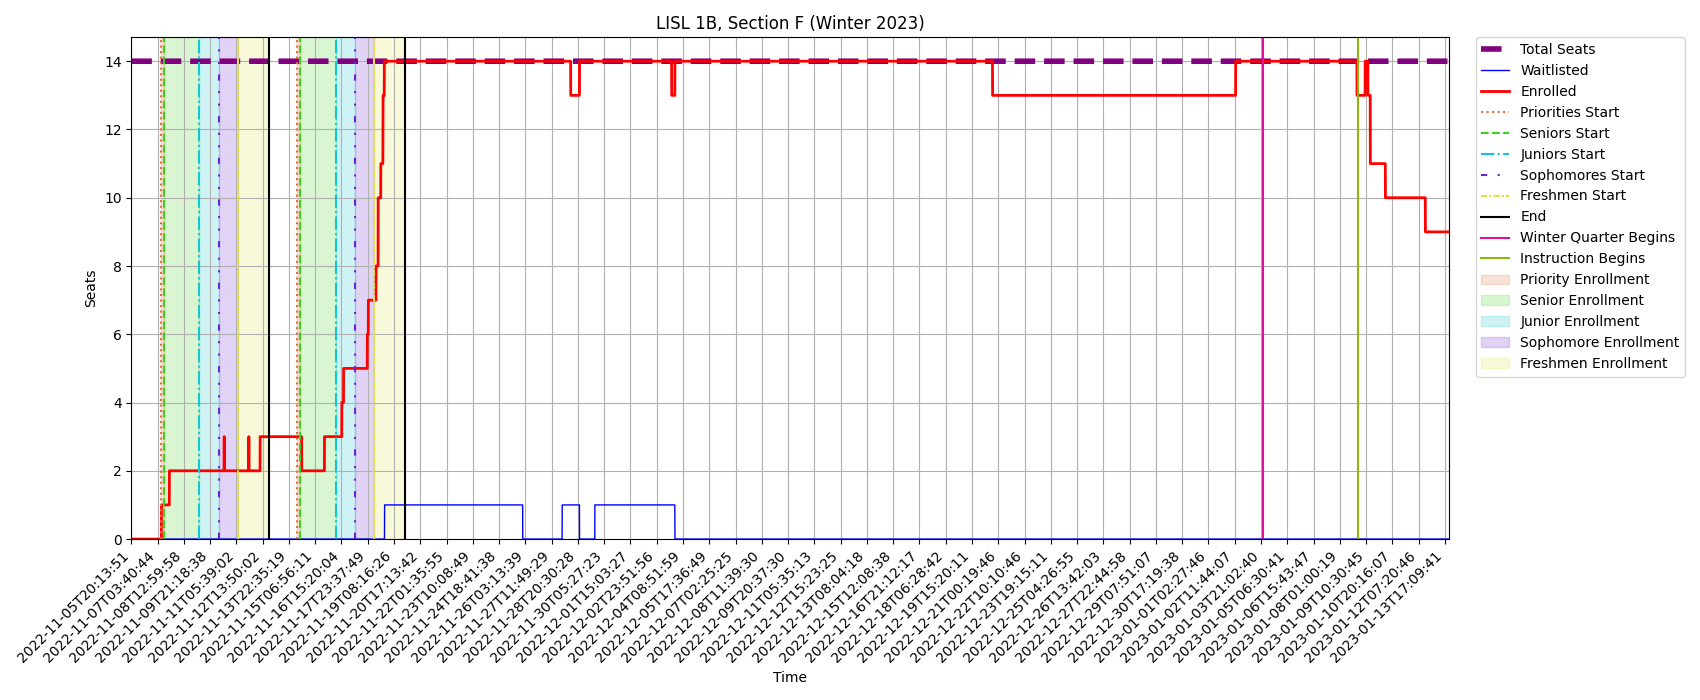 LISL 1B, Section F (Winter 2023)
Seats
14
12
10
8
6
4
2
0
2022-11-05T20:13:51
2022-11-07T03:40:44
2022-11-08T12:59:58
2022-11-09T21:18:38
2022-11-11T05:39:02
2022-11-12T13:50:02
2022-11-13T22:35:19
2022-11-15T06:56:11
2022-11-16T15:20:04
2022-11-17T23:37:49
2022-11-19T08:16:26
2022-11-20T17:13:42
2022-11-22T01:35:55
2022-11-23T10:08:49
2022-11-24T18:41:38
2022-11-26T03:13:39
2022-11-27T11:49:29
2022-11-28T20:30:28
2022-11-30T05:27:23
2022-12-01T15:03:27
2022-12-02T23:51:56
2022-12-04T08:51:59
2022-12-05T17:36:49
2022-12-07T02:25:25
2022-12-08T11:39:30
2022-12-09T20:37:30
2022-12-11T05:35:13
2022-12-12T15:23:25
2022-12-13T08:04:18
2022-12-15T12:08:38
2022-12-16T21:12:17
2022-12-18T06:28:42
2022-12-19T15:20:11
2022-12-21T00:19:46
2022-12-22T10:10:46
2022-12-23T19:15:11
2022-12-25T04:26:55
2022-12-26T13:42:03
2022-12-27T22:44:58
2022-12-29T07:51:07
2022-12-30T17:19:38
2023-01-01T02:27:46
2023-01-02T11:44:07
2023-01-03T21:02:40
2023-01-05T06:30:41
2023-01-06T15:43:47
2023-01-08T01:00:19
2023-01-09T10:30:45
2023-01-10T20:16:07
2023-01-12T07:20:46
2023-01-13T17:09:41
Time
Total Seats
Waitlisted
Enrolled
Priorities Start
Seniors Start
Juniors Start
Sophomores Start
Freshmen Start
End
Winter Quarter Begins
Instruction Begins
Priority Enrollment
Senior Enrollment
Junior Enrollment
Sophomore Enrollment
Freshmen Enrollment